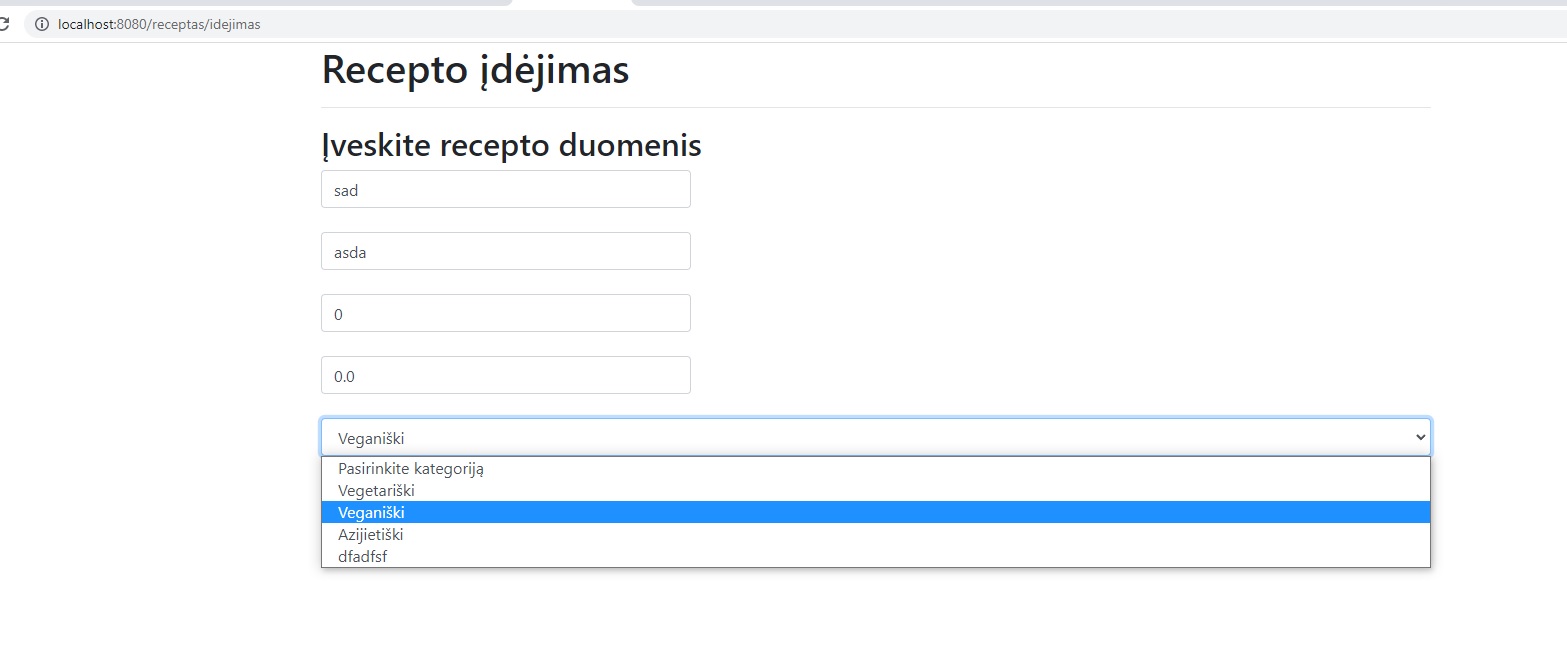 localhost:8080/receptas/idejimas
Recepto įdėjimas
Įveskite recepto duomenis
sad
asda
0
0.0
Veganiški
Pasirinkite kategoriją
Vegetariški
Veganiški
Azijietiški
dfadfsf